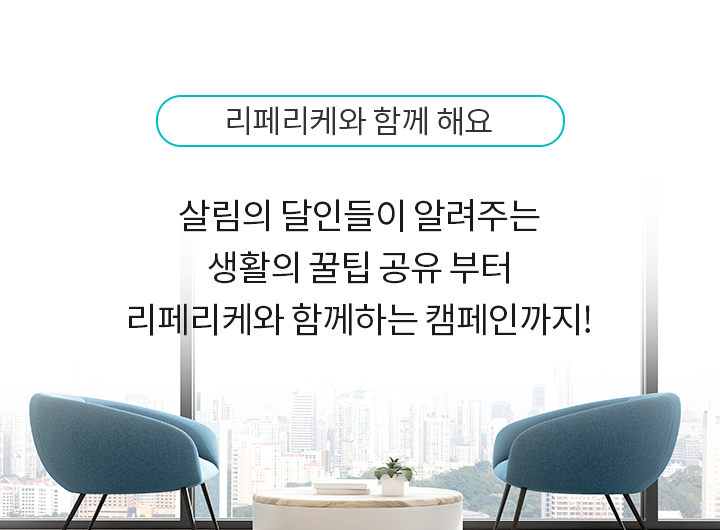 리페리케와 함께 해요
살림의 달인들이 알려주는
생활의 꿀팁 공유 부터
리페리케와 함께하는 캠페인까지!